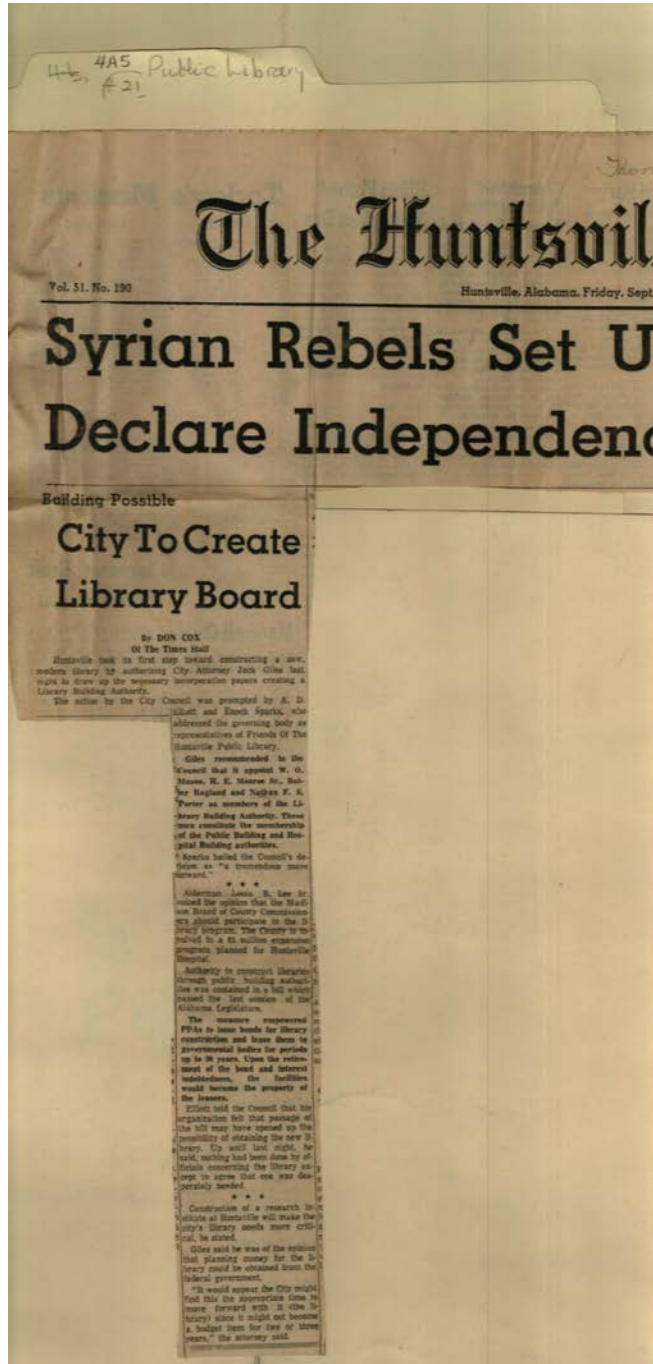 4A5 Public Library
# 21
The Huntsvil
Vol. 51. No. 190
Huntsville, Alabama, Friday, Sept
Syrian Rebels Set U
Declare Independenc
Building Possible
City To Create
Library Board
By DON COX
Of The Times Staff
Huntsville took its first step toward constructing a new,
modern library by authorizing City Attorney Jack Giles last
night to draw up the necessary incorporation papers creating a
Library Building Authority.
The action by the City Council was prompted by A. D.
Elliott and Enoch Sparks, who
addressed the governing body as
representatives of Friends Of The
Huntsville Public Library.
Giles recommended to the
Council that it appoint W. O.
Mason, H. E. Monroe Sr.,
Ragland and Nathan F. S.
Porter as members of the Li-
brary Building Authority. These
men constitute the membership
of the Public Building and Hos-
pital Building authorities.
Sparks hailed the Council's de-
cision as "a tremendous move
forward."
* * *
Alderman Louis B. Lee Sr.
voiced the opinion that the Madi-
son Board of County Commission-
ers should participate in the li-
brary program. The County is in-
volved in a million expansion
program planned for Huntsville
Hospital.
Authority to construct libraries
through public building authori-
ties was contained in a bill which
passed the last session of the
Alabama Legislature.
The measure empowered
PBAs to issue bonds for library
construction and lease them to
governmental bodies for periods
up to 30 years. Upon the retire-
ment of the bond and interest
indebtedness, the facilities
would become the property of
the leasees.
Elliott told the Council that his
organization felt that passage of
the bill may have opened up the
possibility of obtaining the new li-
brary. Up until last night, he
said, nothing had been done by of-
ficials concerning the library ex-
cept to agree that one was des-
perately needed.
* * *
Construction of a research in-
stitute at Huntsville will make the
city's library needs more criti-
cal, he stated.
Giles said he was of the opinion
that planning money for the li-
brary could be obtained from the
federal government.
"It would appear the City might
find this the appropriate time to
move forward with it (the li-
brary) since it might not become
a budget item for two or three
years," the attorney said.